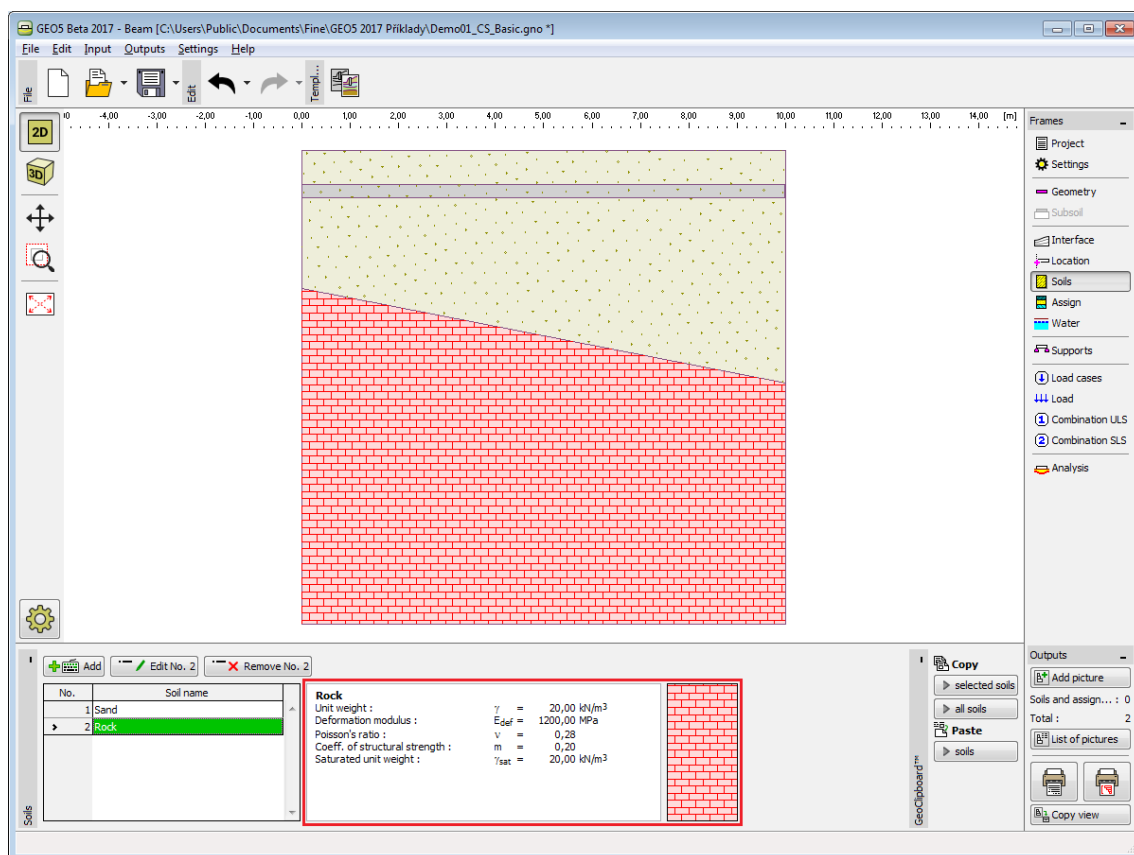 GEO5 Beta 2017 - Beam [C:\Users\Public\Documents\Fine\GEO5 2017 Příklady\Demo01_CS_Basic.gno *]
File Edit Input Outputs Settings Help
File
Edit
Templ...
-4,00 -3,00 -2,00 -1,00 0,00 1,00 2,00 3,00 4,00 5,00 6,00 7,00 8,00 9,00 10,00 11,00 12,00 13,00 14,00 [m]
2D
3D
Frames
Project
Settings
Geometry
Subsoil
Interface
Location
Soils
Assign
Water
Supports
Load cases
Load
1 Combination ULS
2 Combination SLS
Analysis
Soils
Add Edit No. 2 Remove No. 2
No. Soil name
1 Sand
2 Rock
Rock
Unit weight : γ = 20,00 kN/m3
Deformation modulus : Edef = 1200,00 MPa
Poisson's ratio : ν = 0,28
Coeff. of structural strength : m = 0,20
Saturated unit weight : γsat = 20,00 kN/m3
GeoClipboard™
Copy
selected soils
all soils
Paste
soils
Outputs
Add picture
Soils and assign... : 0
Total : 2
List of pictures
Copy view